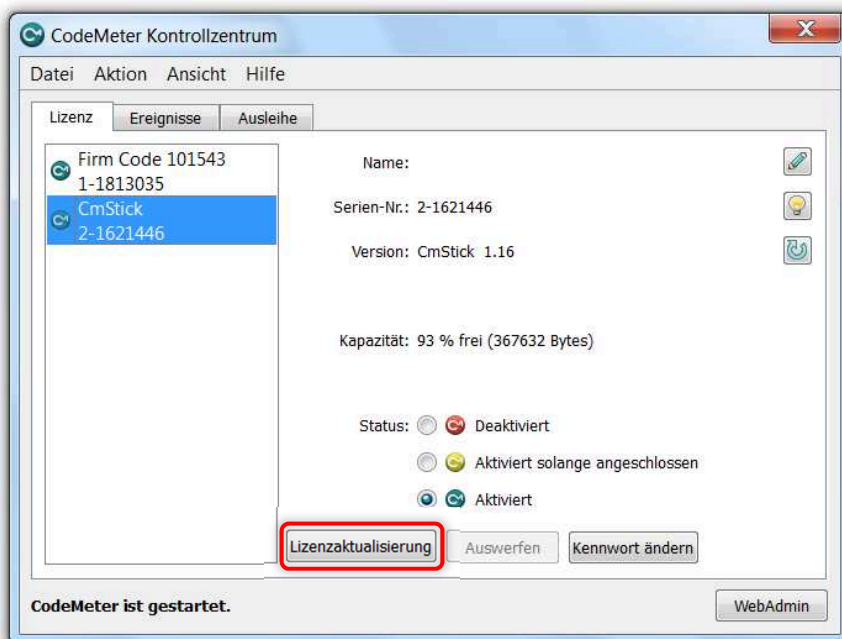 CodeMeter Kontrollzentrum
Datei Aktion Ansicht Hilfe
Lizenz Ereignisse Ausleihe
Firm Code 101543
1-1813035
CmStick
2-1621446
Name:
Serien-Nr.: 2-1621446
Version: CmStick 1.16
Kapazität: 93 % frei (367632 Bytes)
Status: Deaktiviert
Aktiviert solange angeschlossen
Aktiviert
Lizenzaktualisierung Auswerfen Kennwort ändern
CodeMeter ist gestartet. WebAdmin